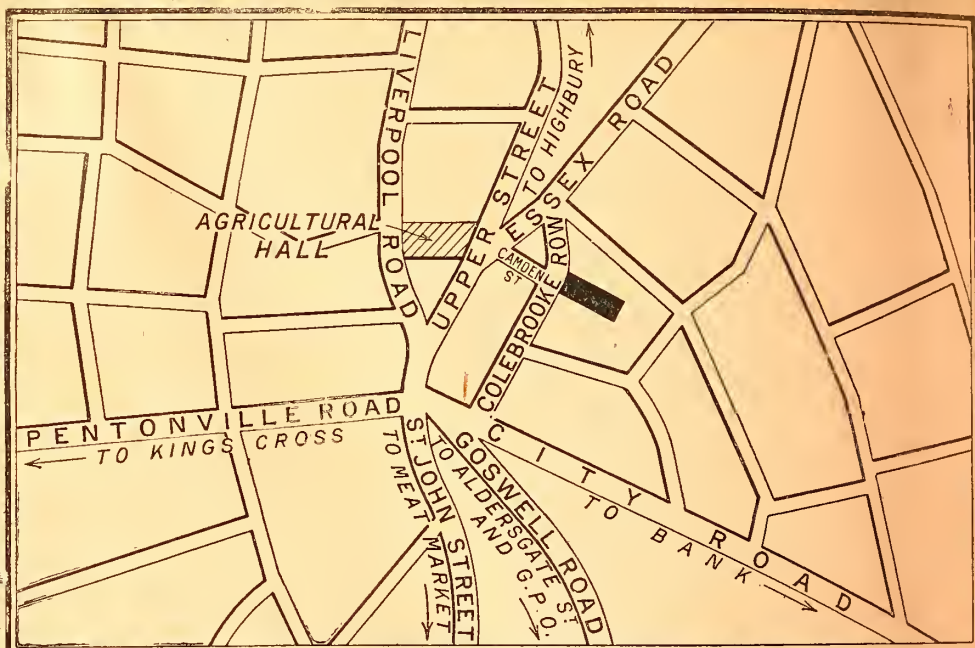 LIVERPOOL ROAD
UPPER STREET
TO HIGHBURY
ESSEX ROAD
AGRICULTURAL
HALL
CAMDEN
ST
COLEBROOKE ROW
PENTONVILLE ROAD
TO KINGS CROSS
ST JOHN STREET
TO MEAT MARKET
GOSWELL ROAD
TO ALDERSGATE ST
AND G.P.O.
CITY ROAD
TO BANK